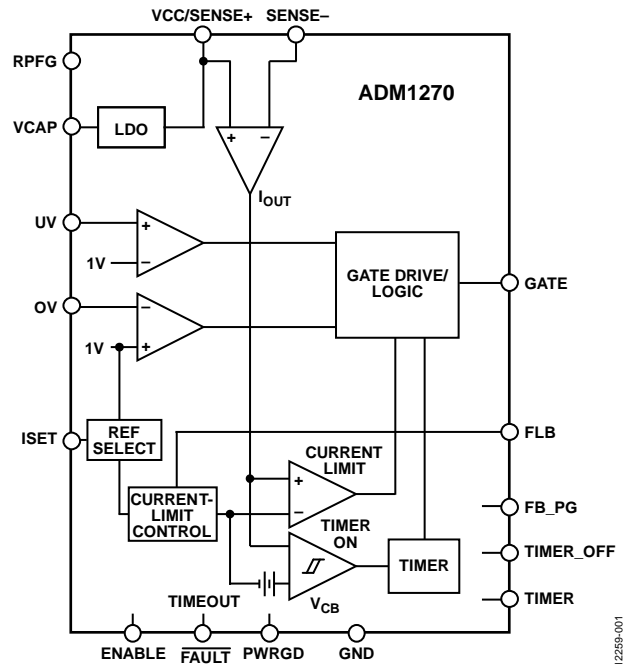 VCC/SENSE+ SENSE–
RPFG
ADM1270
VCAP
LDO
+ –
IOUT
UV
+
1V
–
GATE DRIVE/
LOGIC
GATE
OV
–
1V
+
ISET
REF
SELECT
FLB
CURRENT
LIMIT
+
–
CURRENT-
LIMIT
CONTROL
FB_PG
TIMER
ON
TIMER
TIMER_OFF
VCB
TIMEOUT
TIMER
ENABLE FAULT PWRGD GND
12259-001